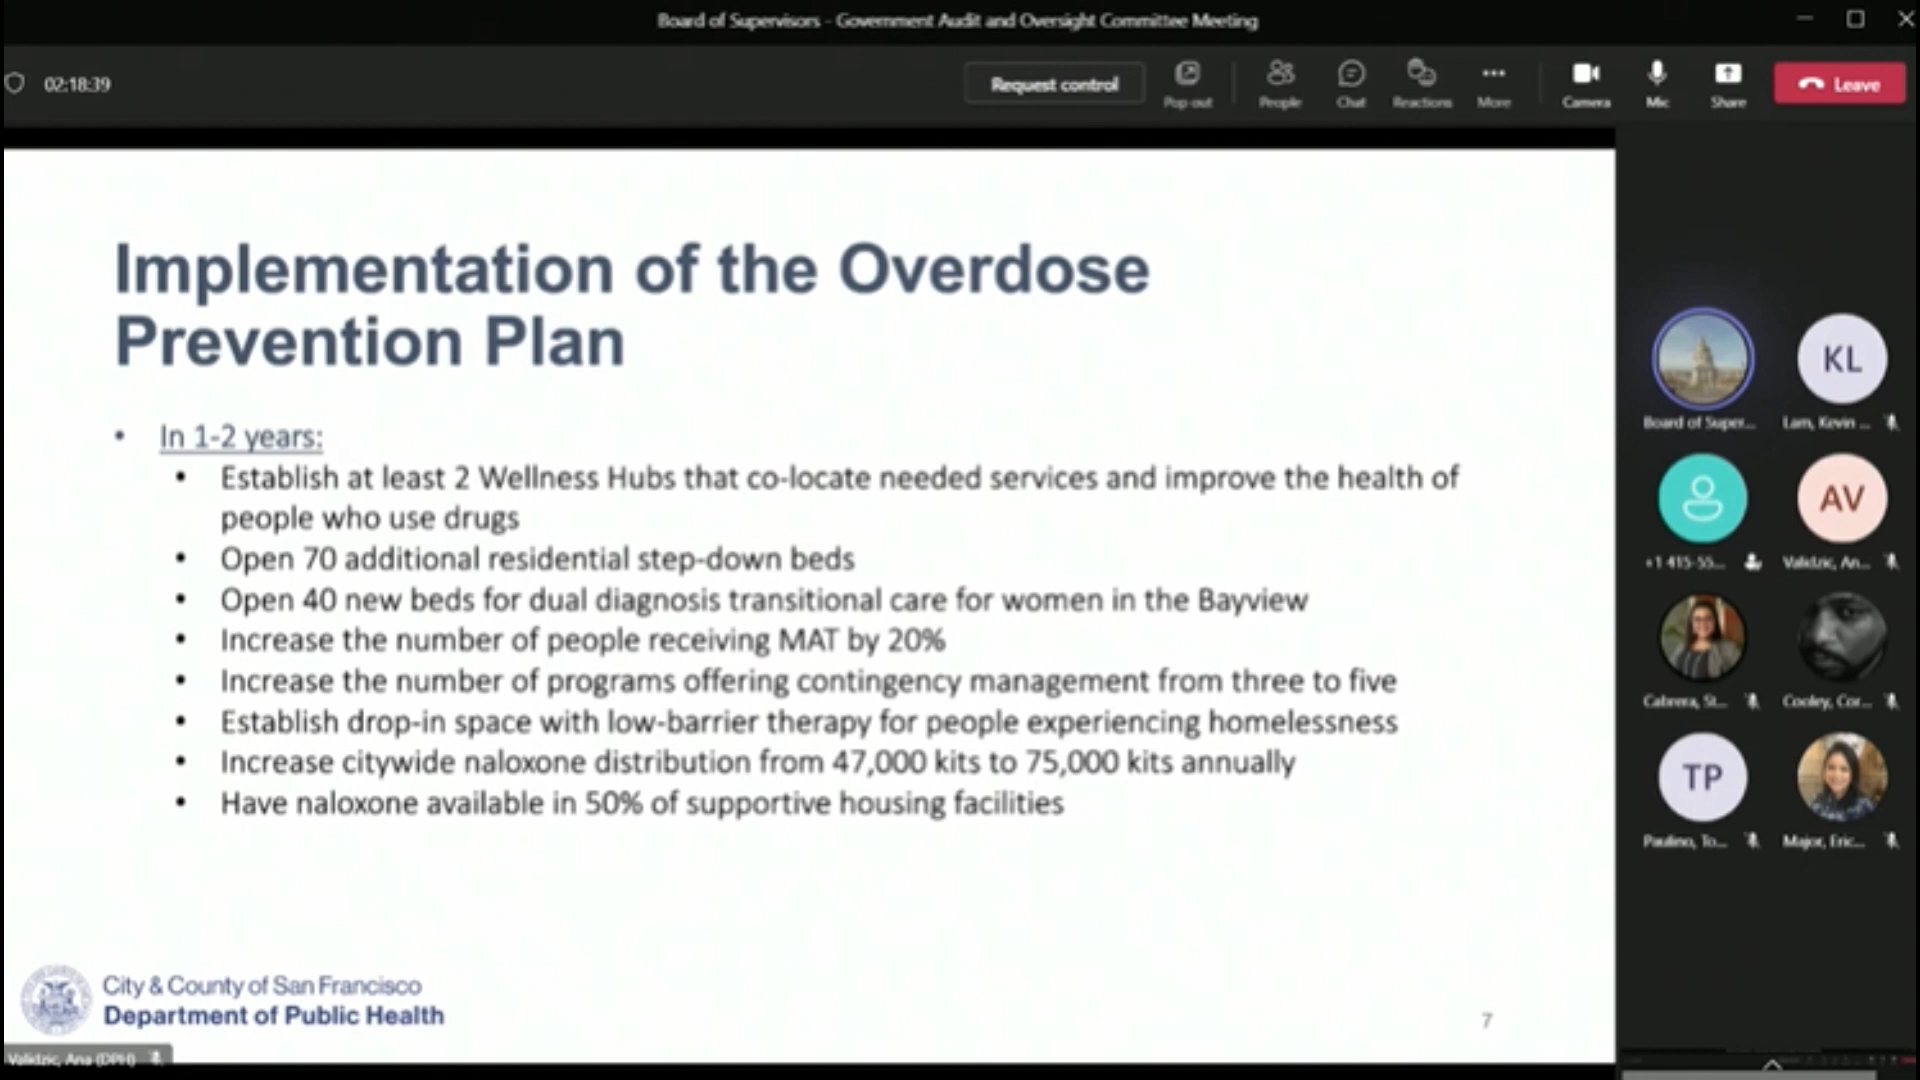 Board of Supervisors - Government Audit and Oversight Committee Meeting
02:18:39
Request control
Pop out
People
Chat
Reactions
More
Camera
Mic
Share
Leave
Implementation of the Overdose
Prevention Plan
• In 1-2 years:
• Establish at least 2 Wellness Hubs that co-locate needed services and improve the health of
people who use drugs
• Open 70 additional residential step-down beds
• Open 40 new beds for dual diagnosis transitional care for women in the Bayview
• Increase the number of people receiving MAT by 20%
• Increase the number of programs offering contingency management from three to five
• Establish drop-in space with low-barrier therapy for people experiencing homelessness
• Increase citywide naloxone distribution from 47,000 kits to 75,000 kits annually
• Have naloxone available in 50% of supportive housing facilities
City & County of San Francisco
Department of Public Health
7
Validzic, Ana (DPH)
KL
Board of Super...
Lam, Kevin ...
AV
+1 415-55...
Validzic, An...
Cabrera, St...
Cooley, Cor...
TP
Paulino, To...
Major, Eric...